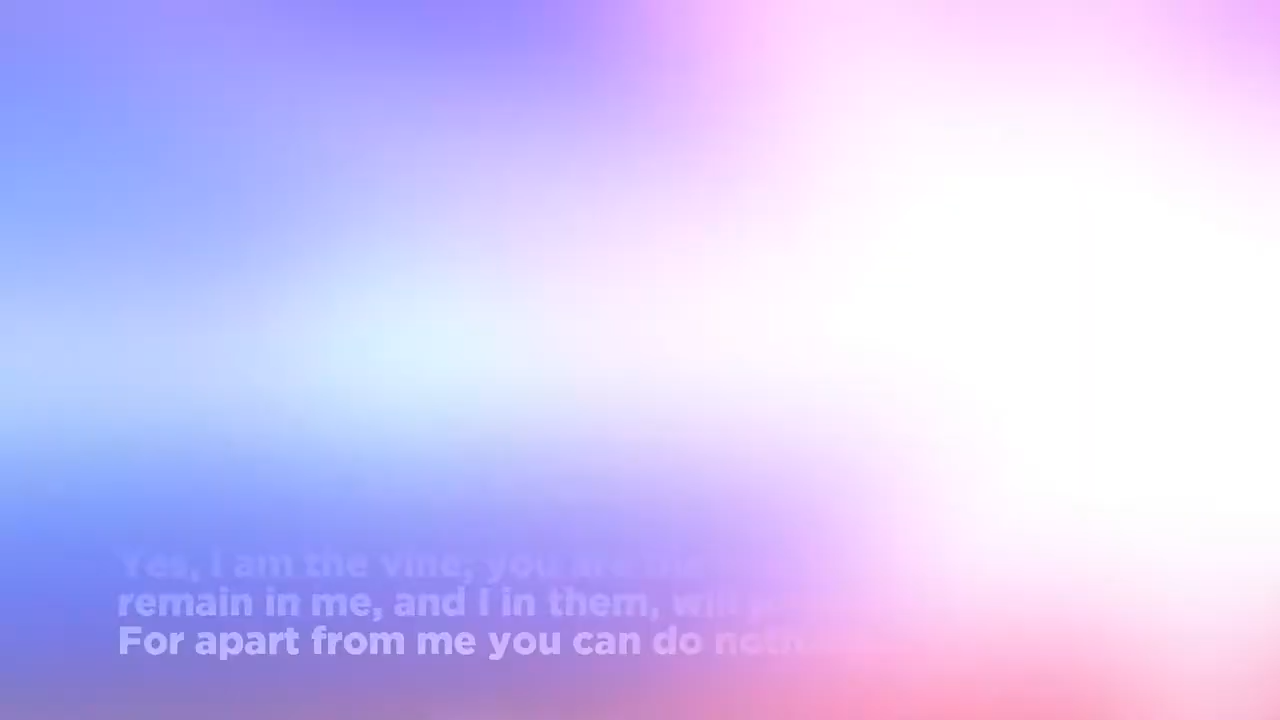 Yes, I am the vine; you are the
remain in me, and I in them, will
For apart from me you can do